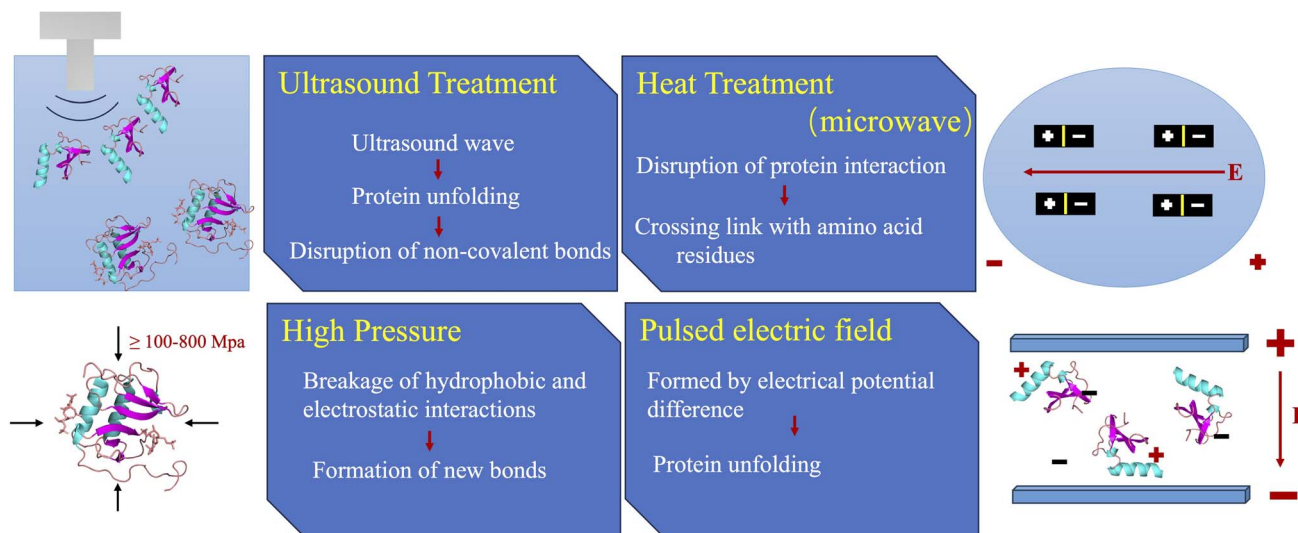 Ultrasound Treatment
Ultrasound wave
Protein unfolding
Disruption of non-covalent bonds
Heat Treatment
(microwave)
Disruption of protein interaction
Crossing link with amino acid
residues
+ -
+ -
E
+ -
+ -
-
+
≥ 100-800 Mpa
High Pressure
Breakage of hydrophobic and
electrostatic interactions
Formation of new bonds
Pulsed electric field
Formed by electrical potential
difference
Protein unfolding
+
+
-
-
-
+
-